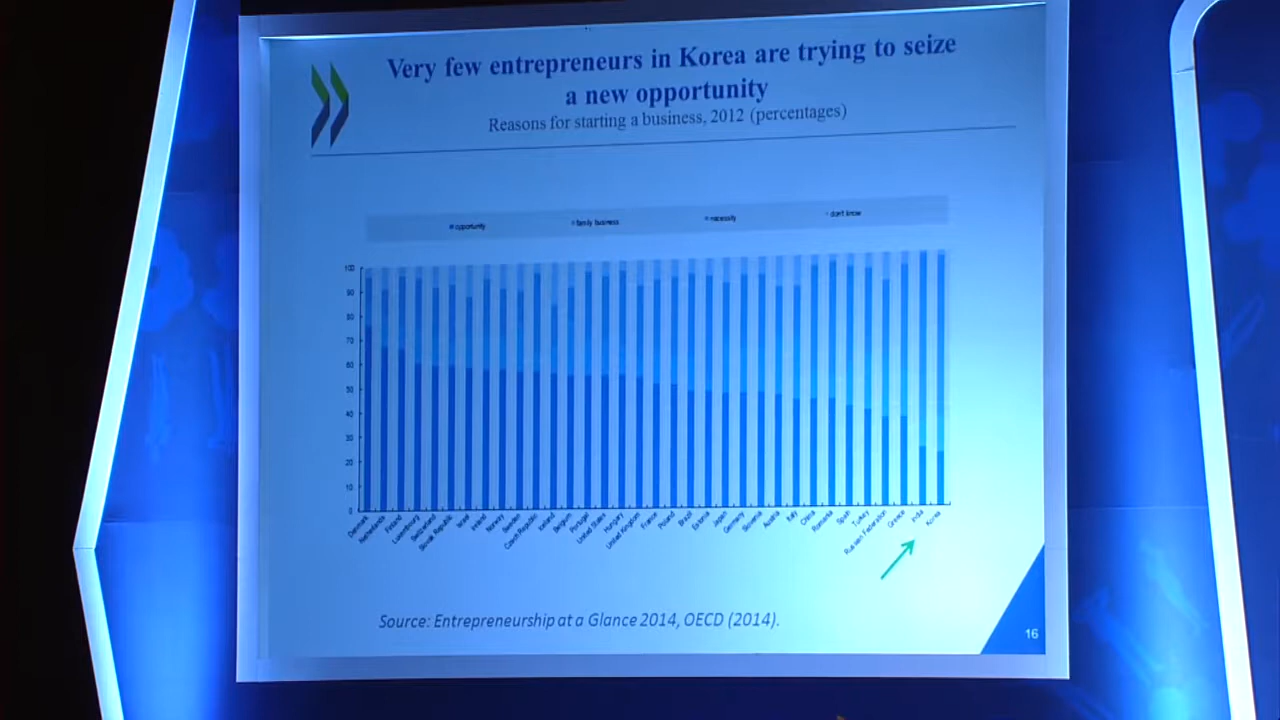 Very few entrepreneurs in Korea are trying to seize
a new opportunity
Reasons for starting a business, 2012 (percentages)
opportunity
family business
necessity
don't know
100
90
80
70
60
50
40
30
20
10
0
Denmark
Netherlands
Finland
Luxembourg
Switzerland
Slovak Republic
Israel
Ireland
Norway
Sweden
Czech Republic
Iceland
Belgium
Portugal
United States
Hungary
United Kingdom
France
Poland
Brazil
Estonia
Japan
Germany
Slovenia
Austria
Italy
China
Romania
Spain
Turkey
Russian Federation
Greece
India
Korea
Source: Entrepreneurship at a Glance 2014, OECD (2014).
16